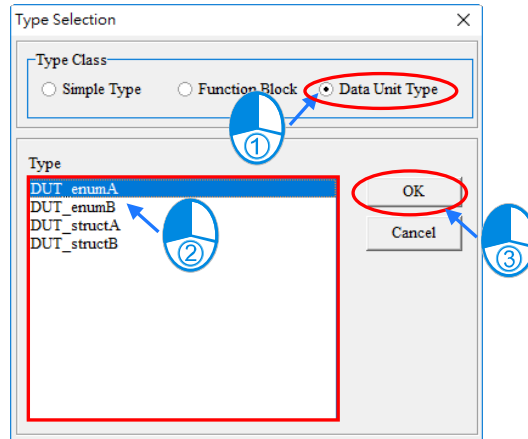 Type Selection
Type Class
Simple Type Function Block Data Unit Type
1
Type
DUT_enumA OK
DUT_enumB
DUT_structA Cancel
DUT_structB
2
3